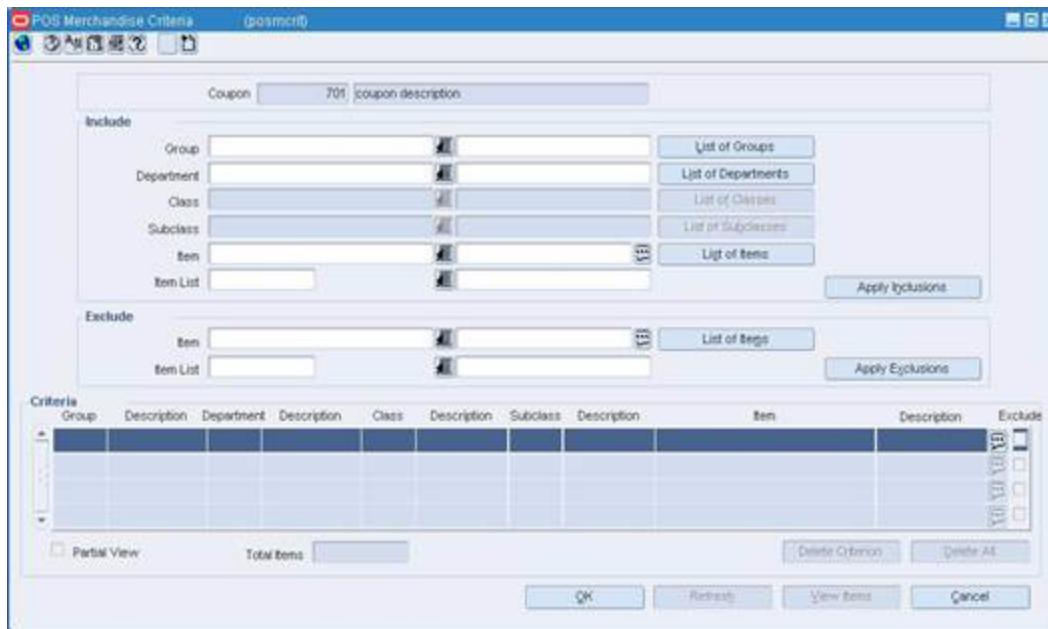 POS Merchandise Criteria (posmcrit)
Coupon 701 coupon description
Include
Group List of Groups
Department List of Departments
Class List of Classes
Subclass List of Subclasses
Item List of Items
Item List
Apply Inclusions
Exclude
Item List of Items
Item List
Apply Exclusions
Criteria
Group Description Department Description Class Description Subclass Description Item Description Exclude
Partial View Total Items Delete Criterion Delete All
OK Refresh View Items Cancel